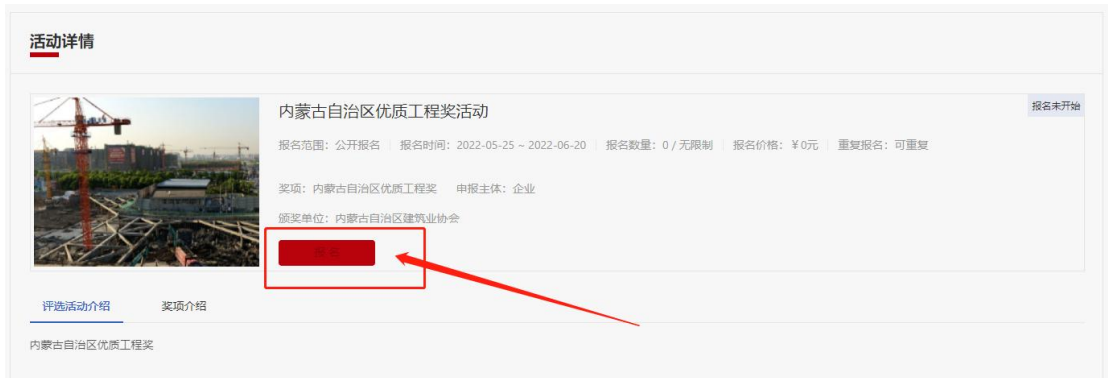 活动详情
内蒙古自治区优质工程奖活动
报名未开始
报名范围：公开报名 | 报名时间：2022-05-25 ~ 2022-06-20 | 报名数量：0 / 无限制 | 报名价格：￥0元 | 重复报名：可重复
奖项：内蒙古自治区优质工程奖 申报主体：企业
颁奖单位：内蒙古自治区建筑业协会
报名
评选活动介绍 奖项介绍
内蒙古自治区优质工程奖